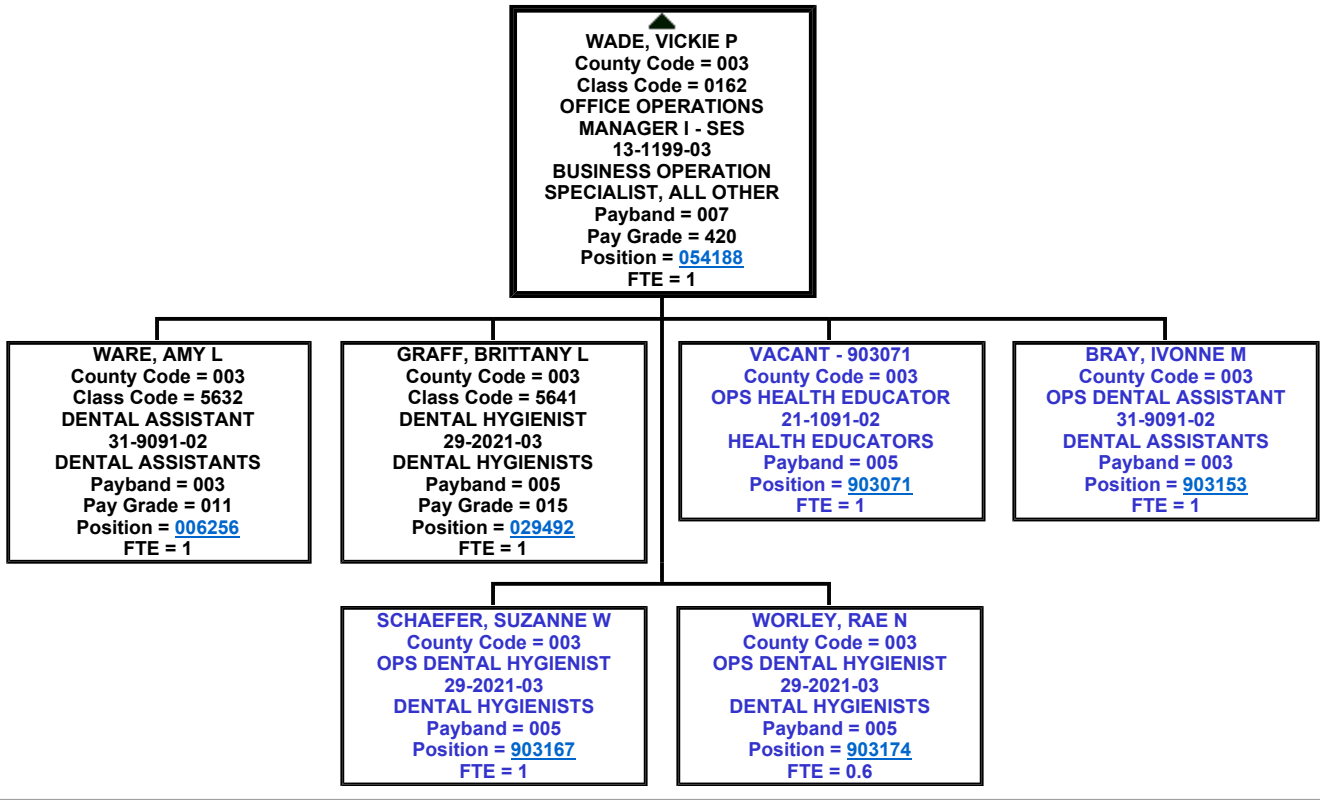 WADE, VICKIE P
County Code = 003
Class Code = 0162
OFFICE OPERATIONS
MANAGER I - SES
13-1199-03
BUSINESS OPERATION
SPECIALIST, ALL OTHER
Payband = 007
Pay Grade = 420
Position = 054188
FTE = 1
WARE, AMY L
County Code = 003
Class Code = 5632
DENTAL ASSISTANT
31-9091-02
DENTAL ASSISTANTS
Payband = 003
Pay Grade = 011
Position = 006256
FTE = 1
GRAFF, BRITTANY L
County Code = 003
Class Code = 5641
DENTAL HYGIENIST
29-2021-03
DENTAL HYGIENISTS
Payband = 005
Pay Grade = 015
Position = 029492
FTE = 1
VACANT - 903071
County Code = 003
OPS HEALTH EDUCATOR
21-1091-02
HEALTH EDUCATORS
Payband = 005
Position = 903071
FTE = 1
BRAY, IVONNE M
County Code = 003
OPS DENTAL ASSISTANT
31-9091-02
DENTAL ASSISTANTS
Payband = 003
Position = 903153
FTE = 1
SCHAEFER, SUZANNE W
County Code = 003
OPS DENTAL HYGIENIST
29-2021-03
DENTAL HYGIENISTS
Payband = 005
Position = 903167
FTE = 1
WORLEY, RAE N
County Code = 003
OPS DENTAL HYGIENIST
29-2021-03
DENTAL HYGIENISTS
Payband = 005
Position = 903174
FTE = 0.6